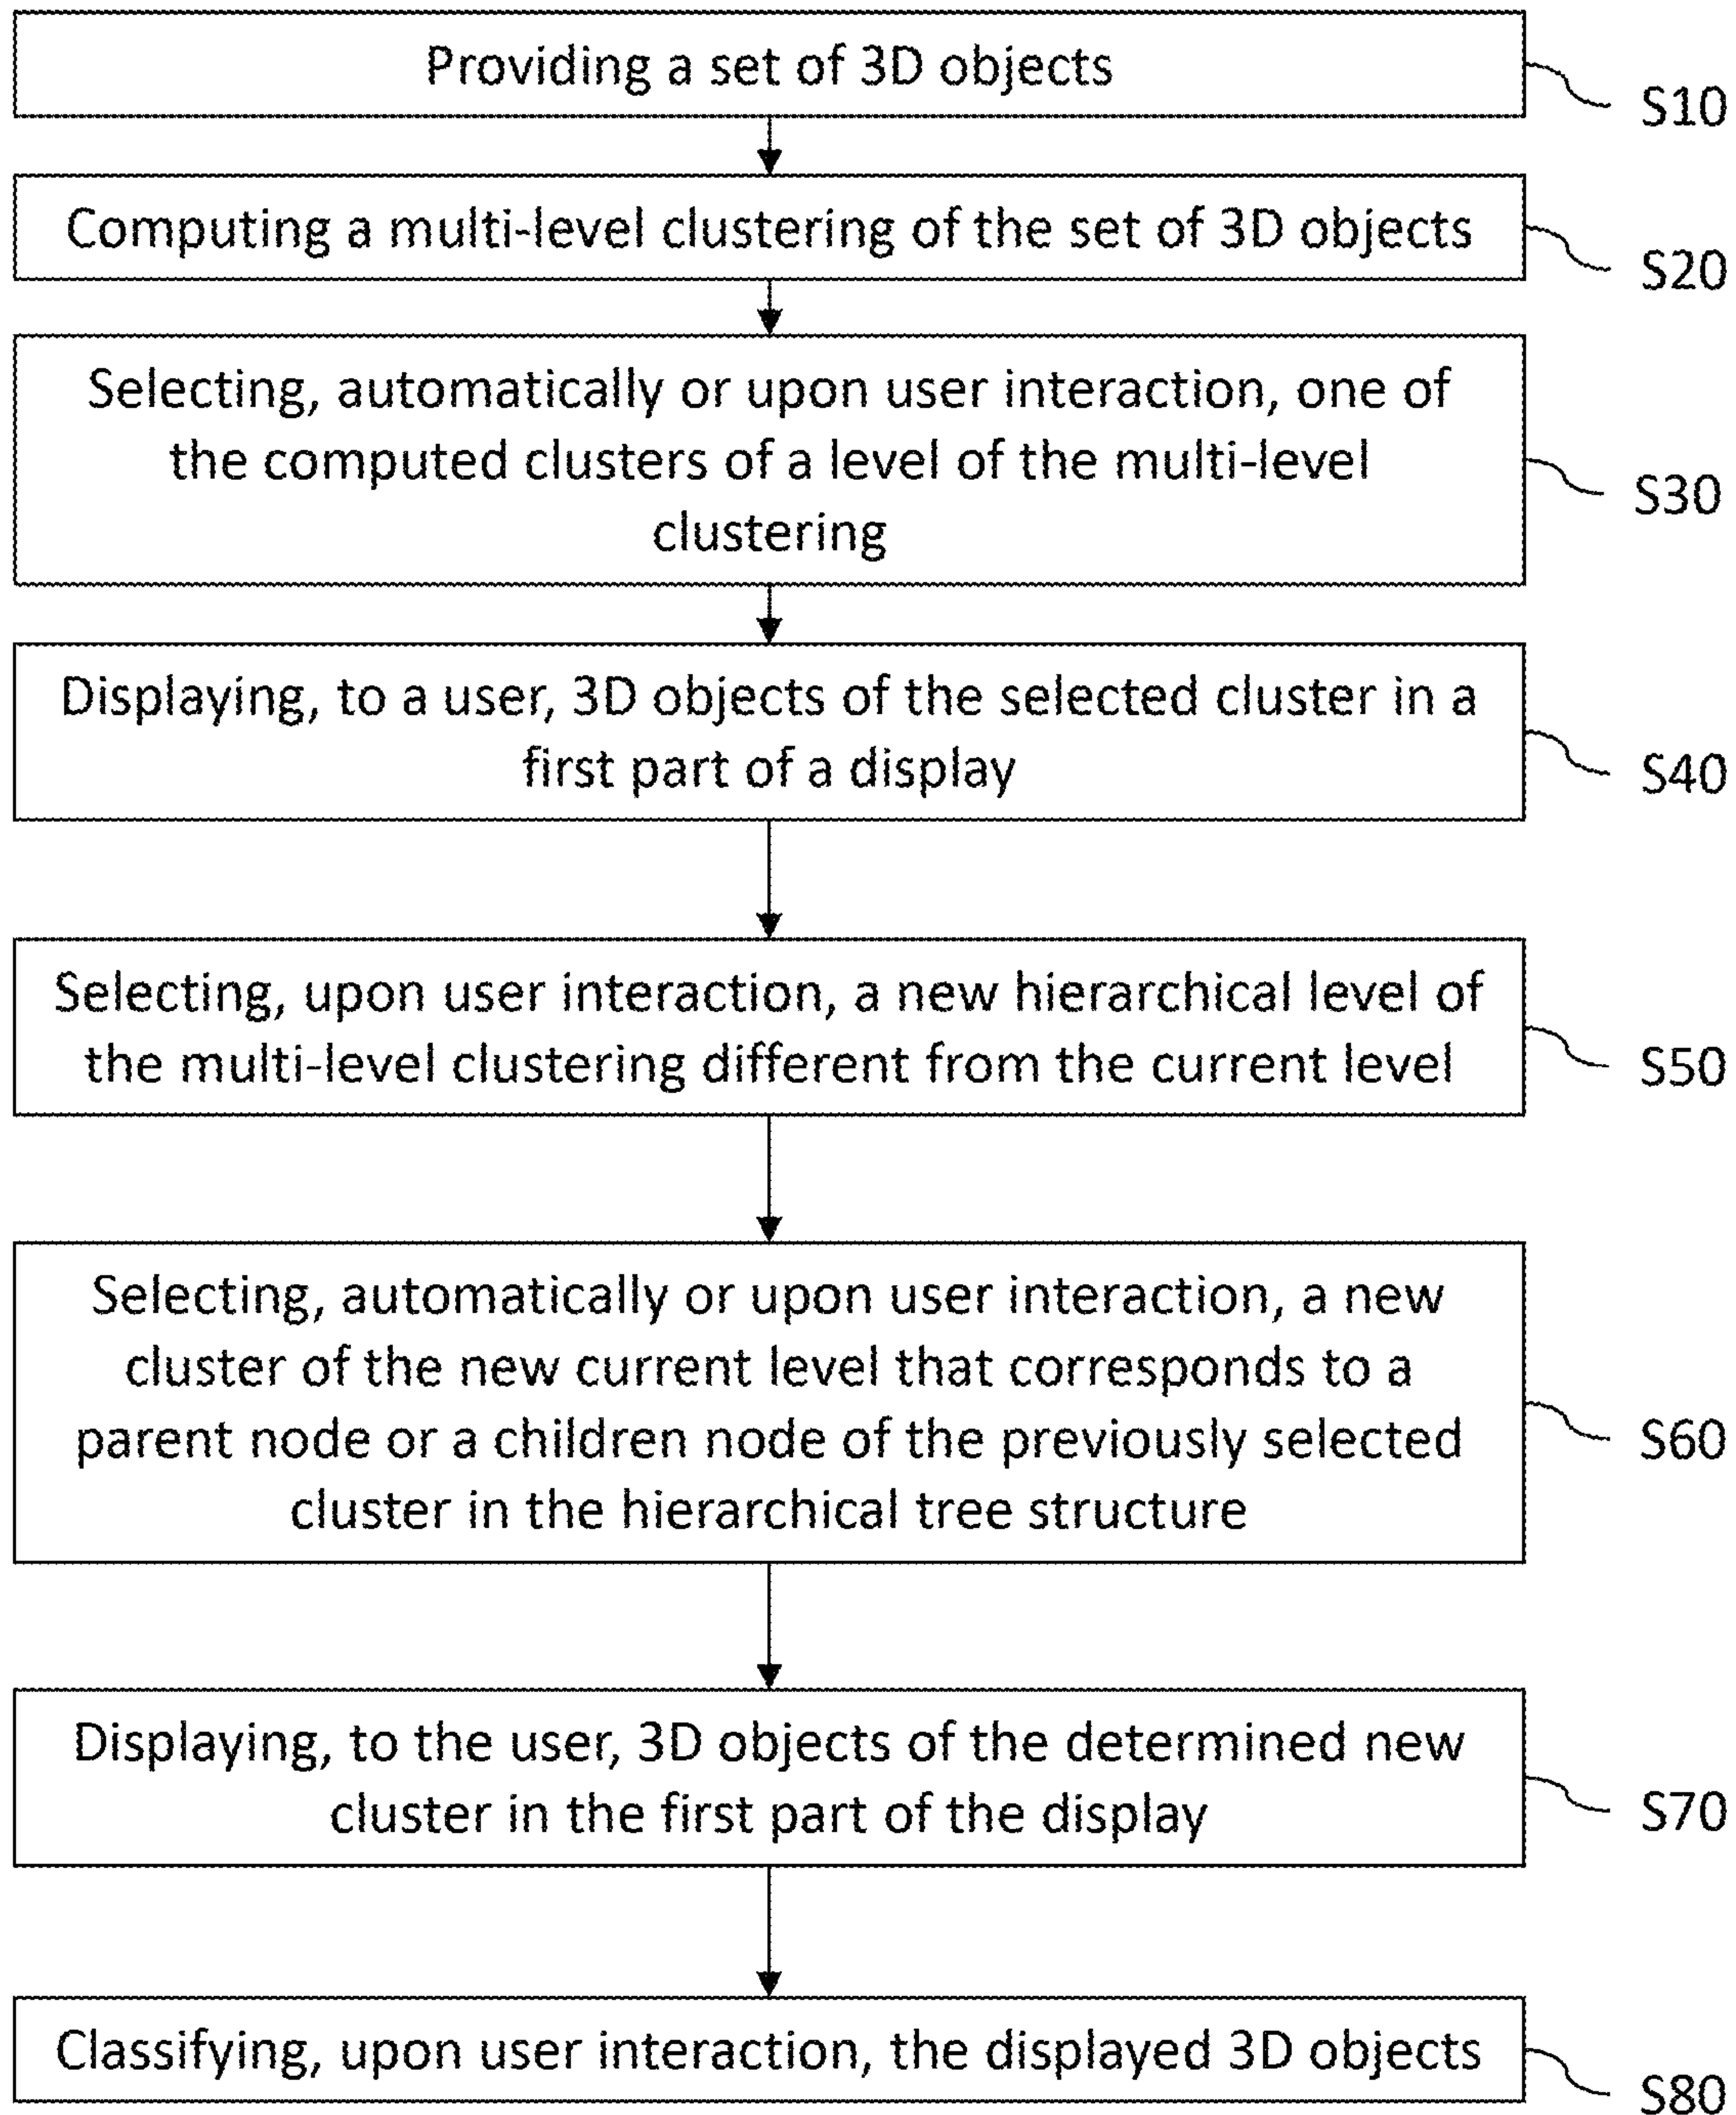 Providing a set of 3D objects
S10
Computing a multi-level clustering of the set of 3D objects
S20
Selecting, automatically or upon user interaction, one of
the computed clusters of a level of the multi-level
clustering
S30
Displaying, to a user, 3D objects of the selected cluster in a
first part of a display
S40
Selecting, upon user interaction, a new hierarchical level of
the multi-level clustering different from the current level
S50
Selecting, automatically or upon user interaction, a new
cluster of the new current level that corresponds to a
parent node or a children node of the previously selected
cluster in the hierarchical tree structure
S60
Displaying, to the user, 3D objects of the determined new
cluster in the first part of the display
S70
Classifying, upon user interaction, the displayed 3D objects
S80